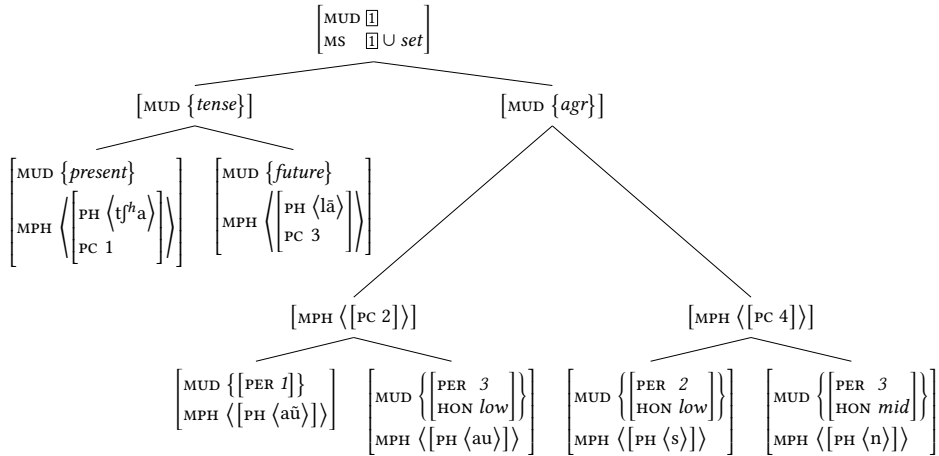 MUD 1
MS 1 ∪ set
[MUD {tense}]
[MUD {agr}]
MUD {present}
MPH ⟨[PH ⟨tʃʰa⟩
PC 1]⟩
MUD {future}
MPH ⟨[PH ⟨lā⟩
PC 3]⟩
[MPH ⟨[PC 2]⟩]
[MPH ⟨[PC 4]⟩]
MUD {[PER 1]}
MPH ⟨[PH ⟨aũ⟩]⟩
MUD {[PER 3
HON low]}
MPH ⟨[PH ⟨au⟩]⟩
MUD {[PER 2
HON low]}
MPH ⟨[PH ⟨s⟩]⟩
MUD {[PER 3
HON mid]}
MPH ⟨[PH ⟨n⟩]⟩